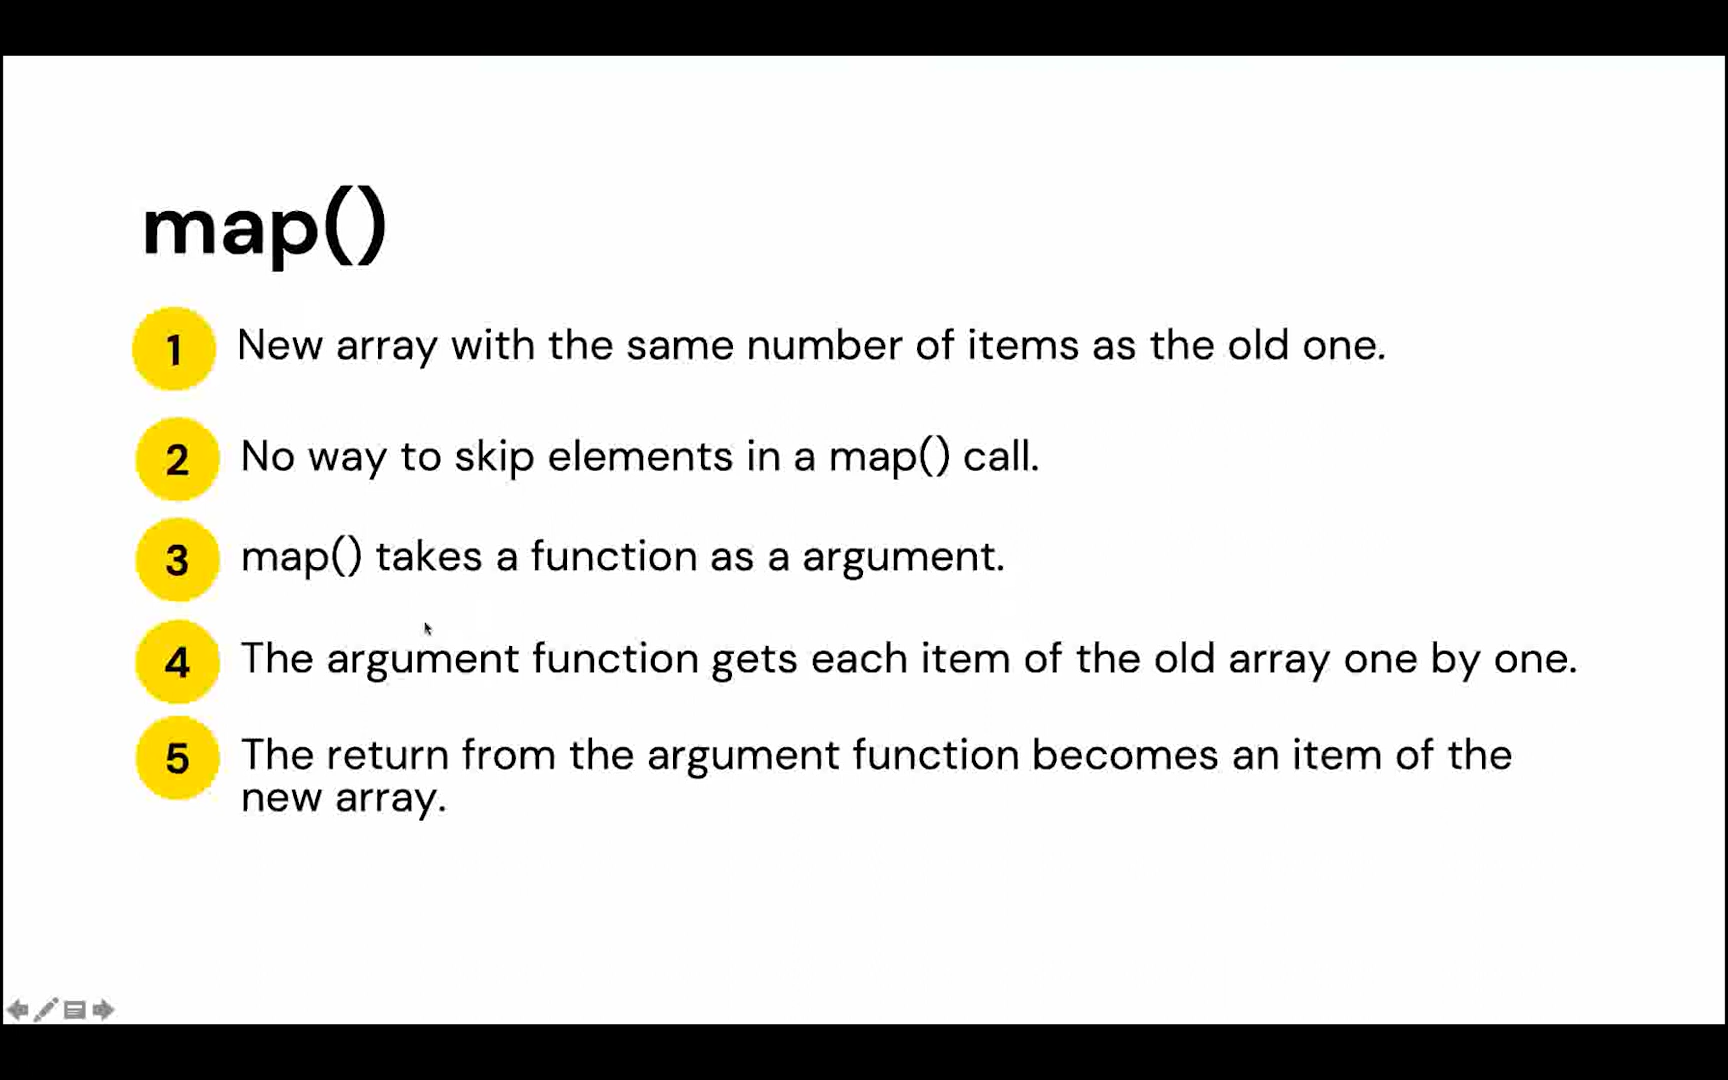 map()
1 New array with the same number of items as the old one.
2 No way to skip elements in a map() call.
3 map() takes a function as a argument.
4 The argument function gets each item of the old array one by one.
5 The return from the argument function becomes an item of the
new array.